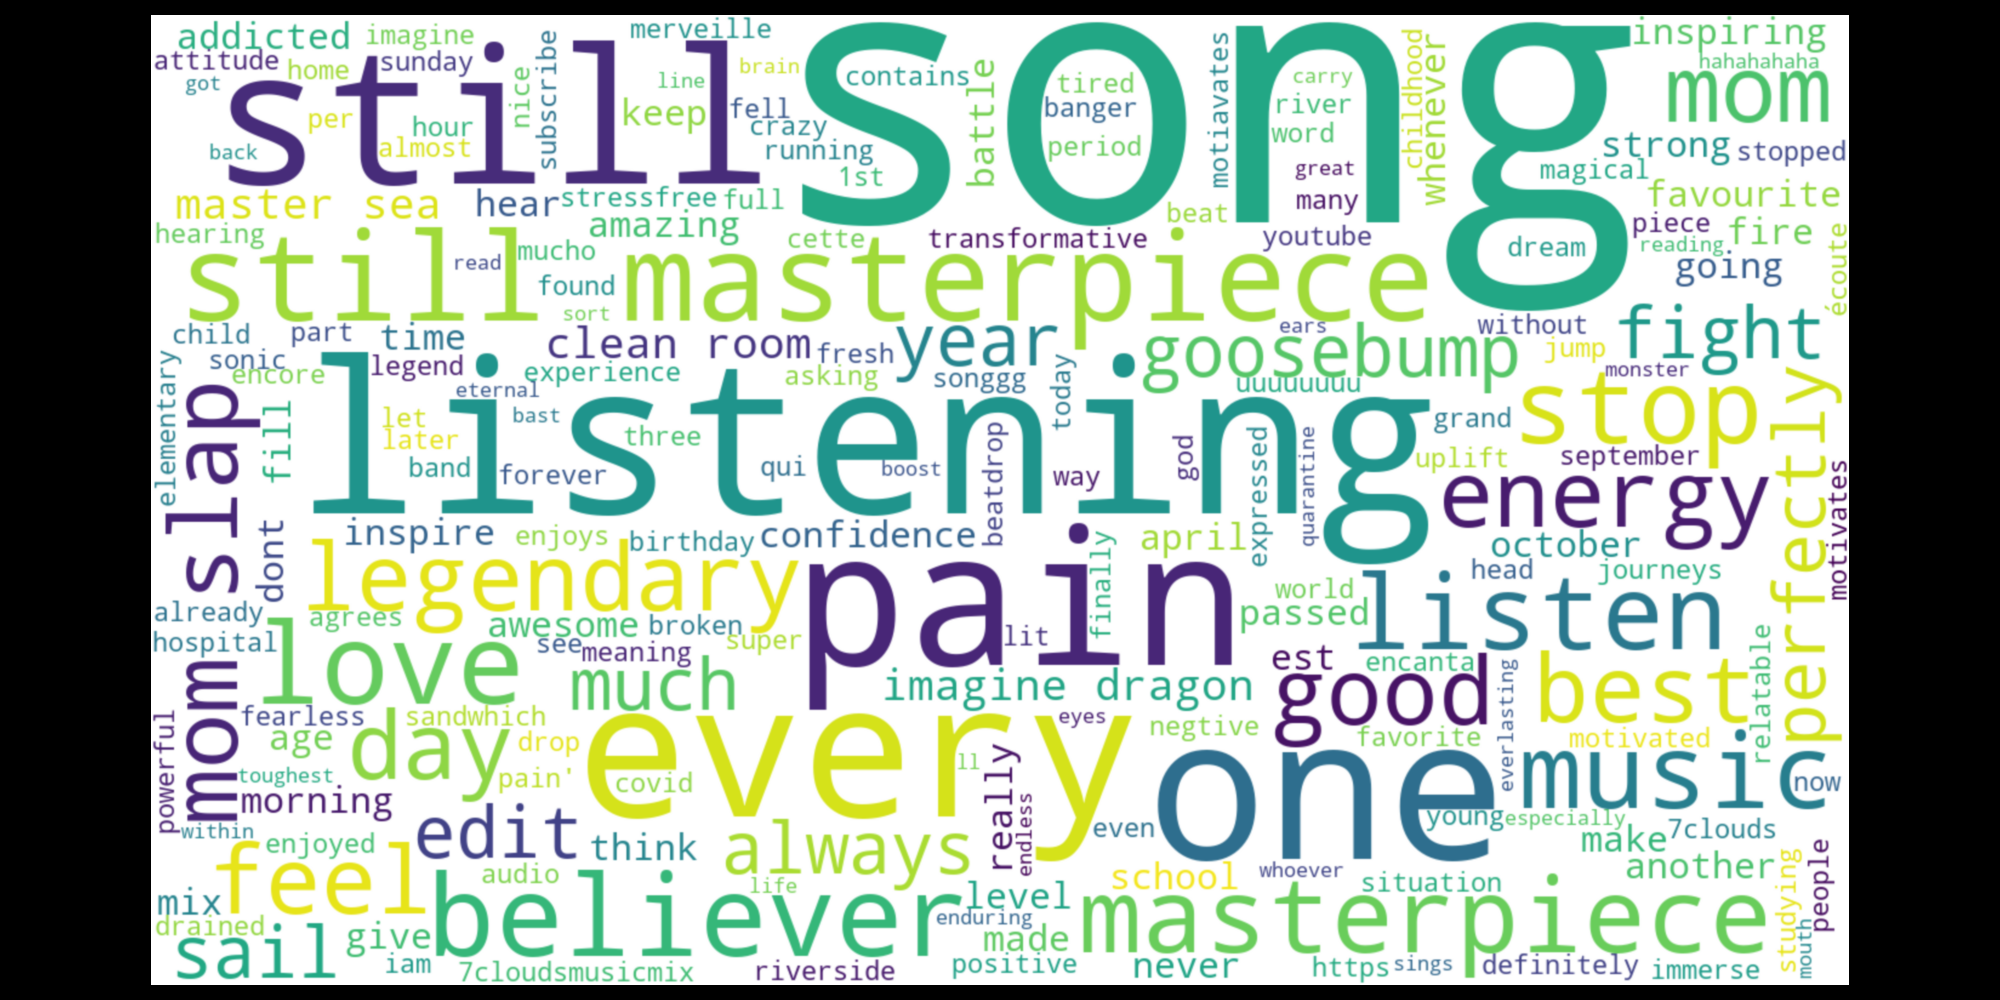 addicted imagine merveille inspiring
attitude home sunday subscribe line brain contains tired carry childhood whenever hahahahaha
got still nice keep fell song banger river mom
per hour crazy battle motiavates word
back almost running period great strong stopped
1st many magical
master sea hear stressfree full beat favourite
hearing amazing cette transformative youtube piece fire
still read mucho masterpiece dream reading going écoute
found
sort
child part time clean room fresh year goosebump ears without fight
sonic legend experience asking songgg today jump monster
encore eternal uuuuuuuu stop
elementary mom slap fill let bast three listening grand perfectly
later beatdrop god expressed quarantine uplift september
band forever qui boost way energy motivates
dont inspire enjoys birthday confidence april october
legendary pain finally head journeys
already agrees awesome broken world passed listen
hospital love see meaning super lit est encanta
much imagine dragon good everlasting best relatable
powerful fearless sandwhich every eyes negtive favorite motivated
age day drop really ll one music
toughest pain' covid now
morning edit endless even young especially 7clouds
within enjoyed think always make people
feel audio life school whoever situation another studying
mix believer level masterpiece
drained enduring mouth
sail give made
iam 7cloudsmusicmix riverside positive never https sings definitely immerse